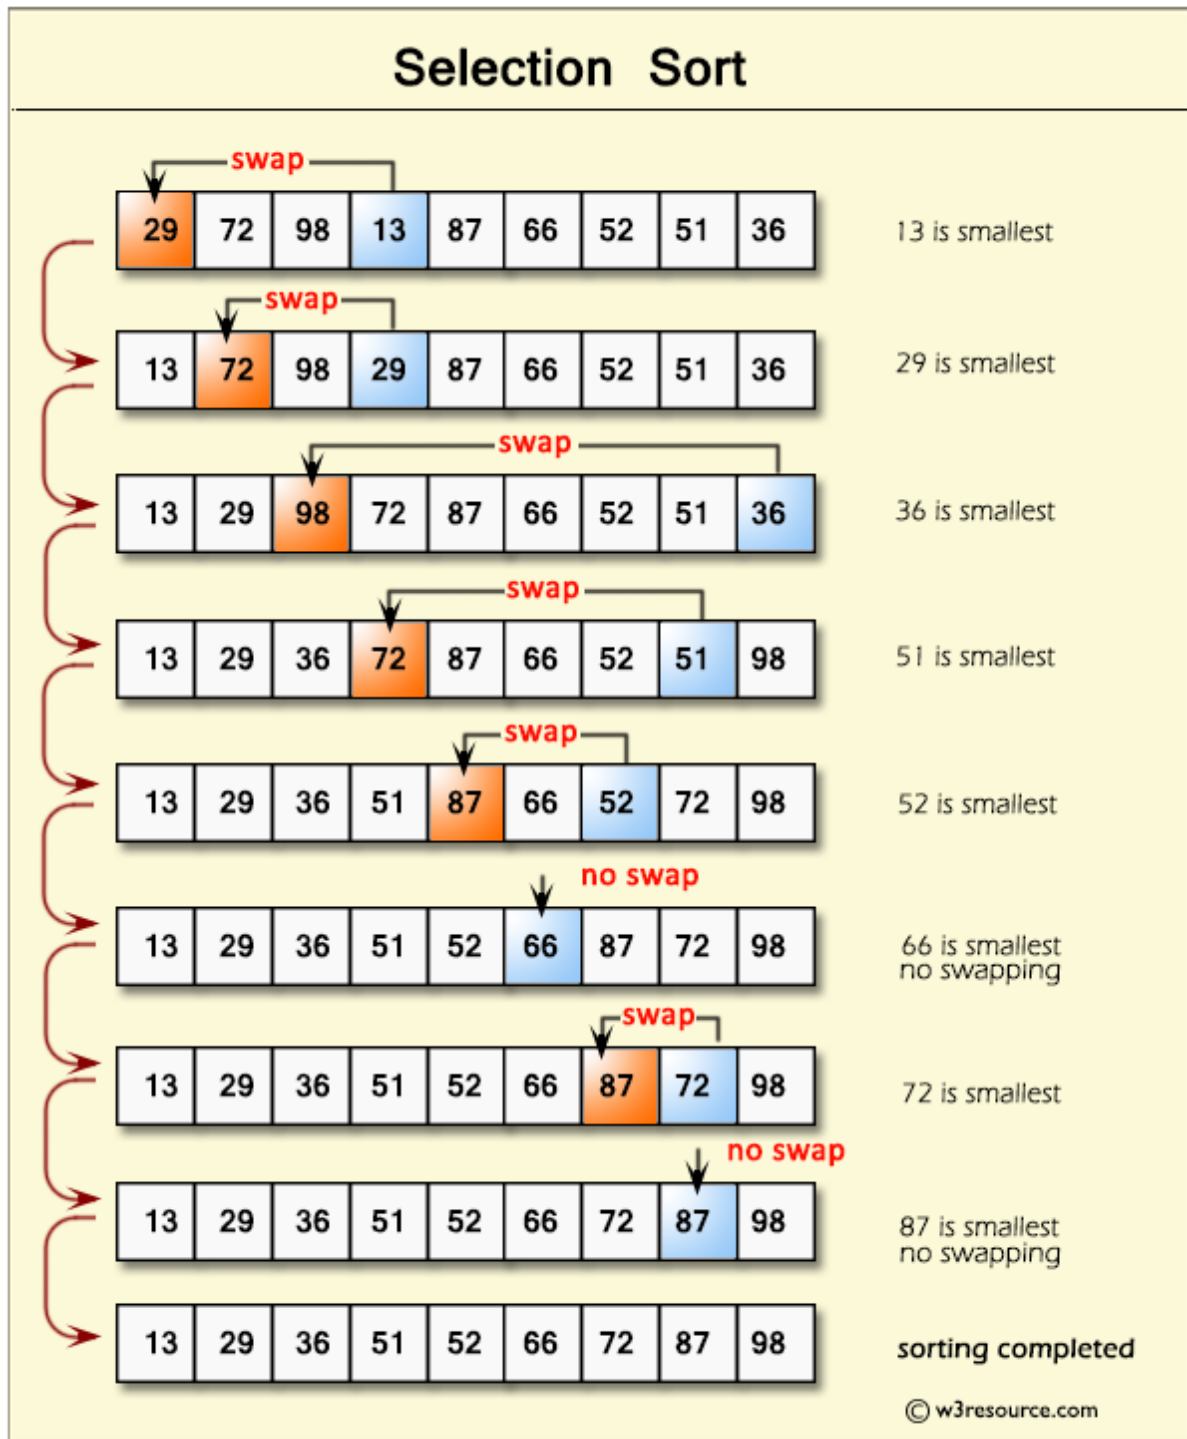 Selection Sort
swap
29 72 98 13 87 66 52 51 36
13 is smallest
swap
13 72 98 29 87 66 52 51 36
29 is smallest
swap
13 29 98 72 87 66 52 51 36
36 is smallest
swap
13 29 36 72 87 66 52 51 98
51 is smallest
swap
13 29 36 51 87 66 52 72 98
52 is smallest
no swap
13 29 36 51 52 66 87 72 98
66 is smallest
no swapping
swap
13 29 36 51 52 66 87 72 98
72 is smallest
no swap
13 29 36 51 52 66 72 87 98
87 is smallest
no swapping
13 29 36 51 52 66 72 87 98
sorting completed
© w3resource.com